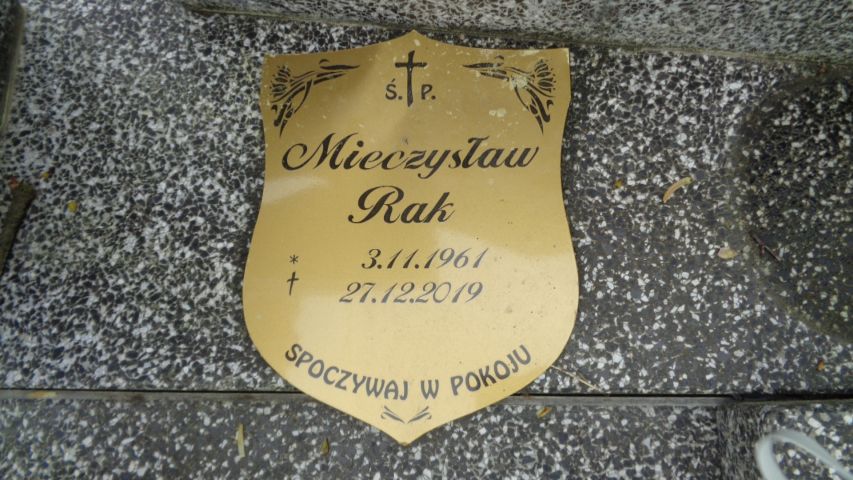 Ś. P.
Mieczysław
Rak
* 3.11.1961
† 27.12.2019
SPOCZYWAJ W POKOJU